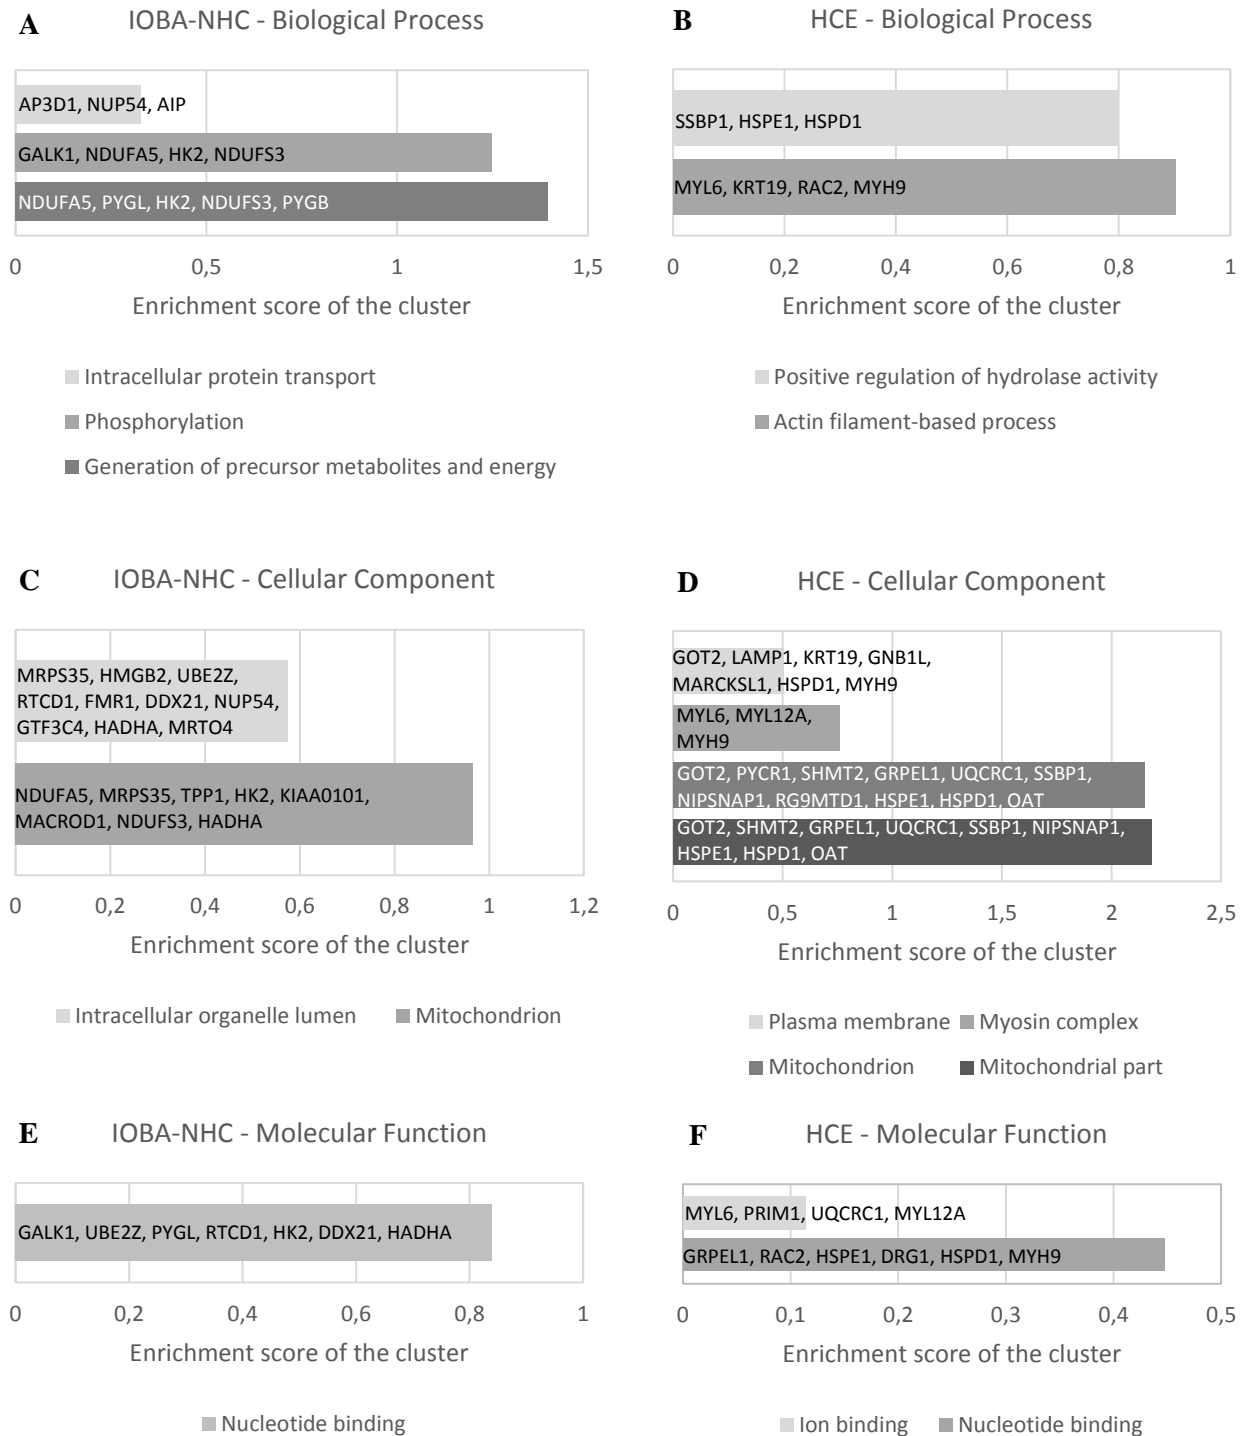 A
IOBA-NHC - Biological Process
AP3D1, NUP54, AIP
GALK1, NDUFA5, HK2, NDUFS3
NDUFA5, PYGL, HK2, NDUFS3, PYGB
0 0,5 1 1,5
Enrichment score of the cluster
Intracellular protein transport
Phosphorylation
Generation of precursor metabolites and energy
B
HCE - Biological Process
SSBP1, HSPE1, HSPD1
MYL6, KRT19, RAC2, MYH9
0 0,2 0,4 0,6 0,8 1
Enrichment score of the cluster
Positive regulation of hydrolase activity
Actin filament-based process
C
IOBA-NHC - Cellular Component
MRPS35, HMGB2, UBE2Z,
RTCD1, FMR1, DDX21, NUP54,
GTF3C4, HADHA, MRTO4
NDUFA5, MRPS35, TPP1, HK2, KIAA0101,
MACROD1, NDUFS3, HADHA
0 0,2 0,4 0,6 0,8 1 1,2
Enrichment score of the cluster
Intracellular organelle lumen Mitochondrion
D
HCE - Cellular Component
GOT2, LAMP1, KRT19, GNB1L,
MARCKSL1, HSPD1, MYH9
MYL6, MYL12A,
MYH9
GOT2, PYCR1, SHMT2, GRPEL1, UQCRC1, SSBP1,
NIPSNAP1, RG9MTD1, HSPE1, HSPD1, OAT
GOT2, SHMT2, GRPEL1, UQCRC1, SSBP1, NIPSNAP1,
HSPE1, HSPD1, OAT
0 0,5 1 1,5 2 2,5
Enrichment score of the cluster
Plasma membrane Myosin complex
Mitochondrion Mitochondrial part
E
IOBA-NHC - Molecular Function
GALK1, UBE2Z, PYGL, RTCD1, HK2, DDX21, HADHA
0 0,2 0,4 0,6 0,8 1
Enrichment score of the cluster
Nucleotide binding
F
HCE - Molecular Function
MYL6, PRIM1, UQCRC1, MYL12A
GRPEL1, RAC2, HSPE1, DRG1, HSPD1, MYH9
0 0,1 0,2 0,3 0,4 0,5
Enrichment score of the cluster
Ion binding Nucleotide binding